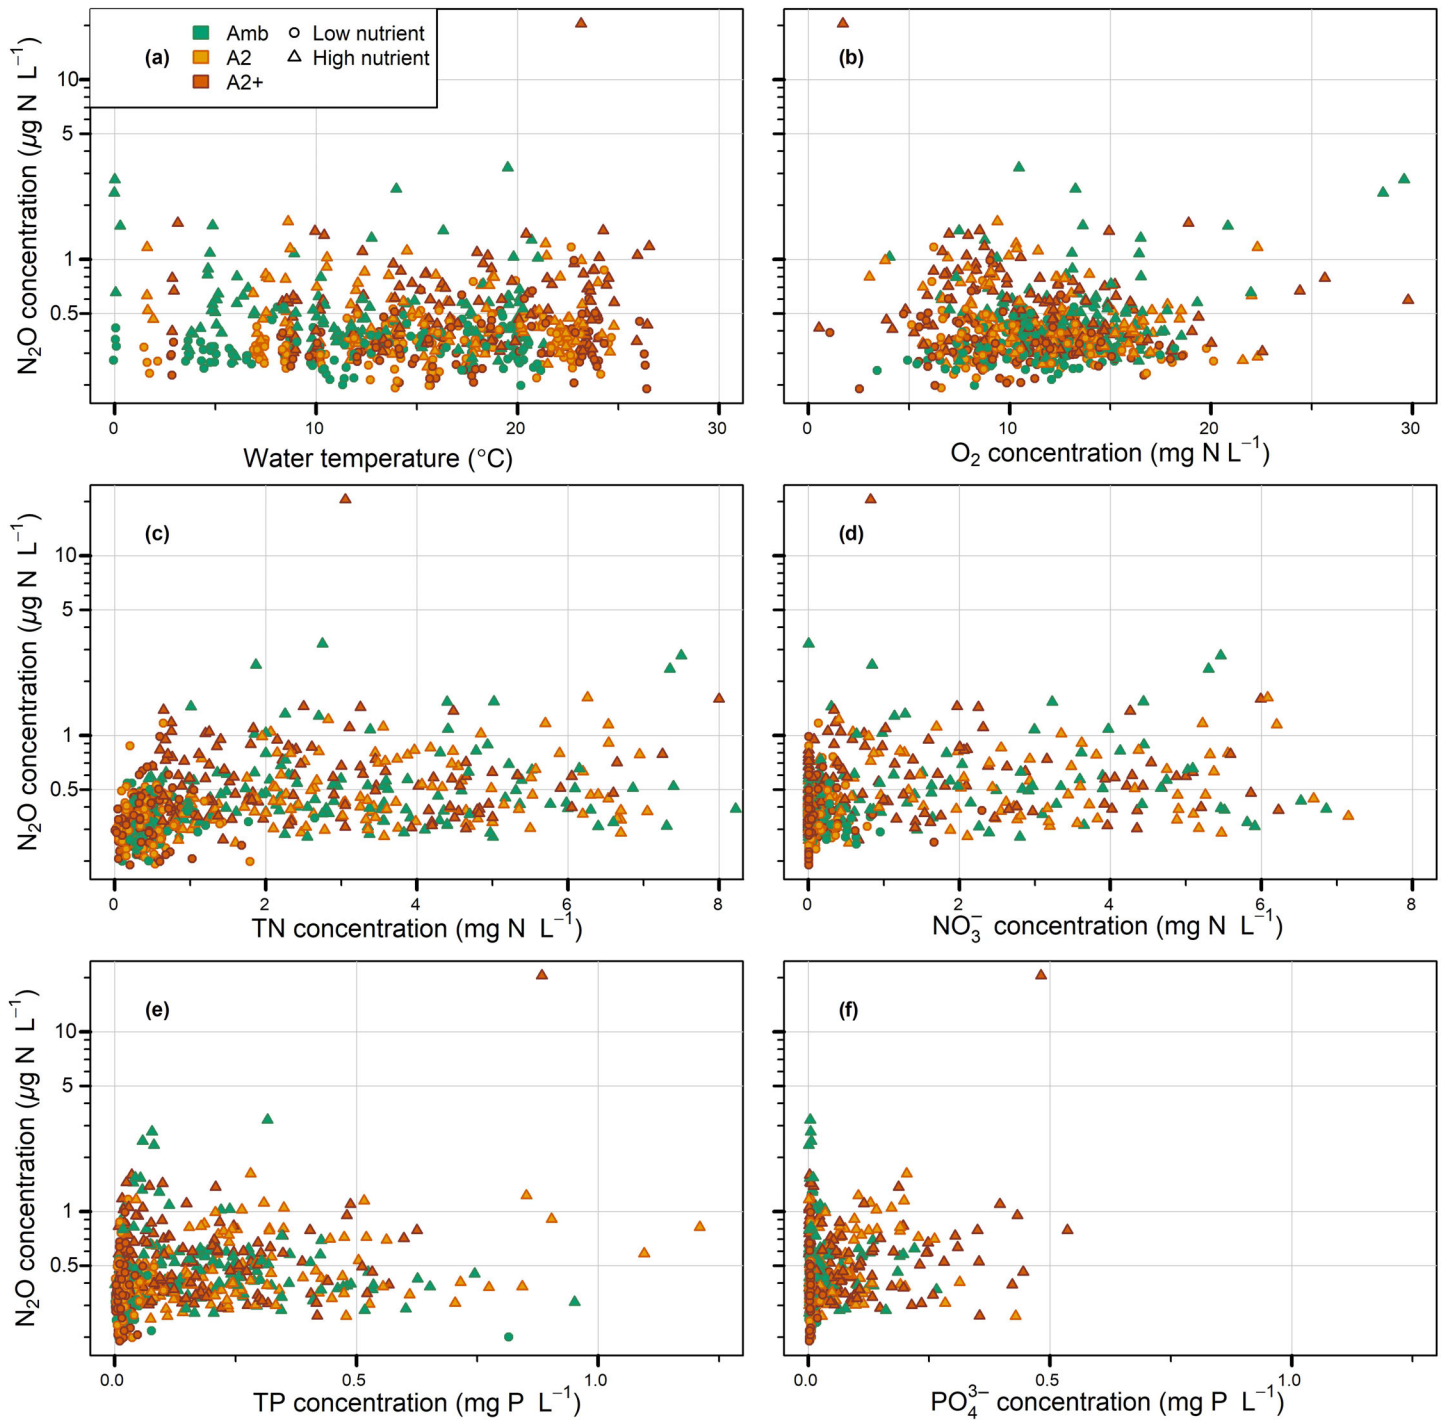 Amb Low nutrient
(a) A2 High nutrient
A2+
N₂O concentration (µg N L⁻¹)
10
5
1
0.5
0 10 20 30
Water temperature (°C)
(b)
0 10 20 30
O₂ concentration (mg N L⁻¹)
(c)
N₂O concentration (µg N L⁻¹)
10
5
1
0.5
0 2 4 6 8
TN concentration (mg N L⁻¹)
(d)
0 2 4 6 8
NO₃⁻ concentration (mg N L⁻¹)
(e)
N₂O concentration (µg N L⁻¹)
10
5
1
0.5
0.0 0.5 1.0
TP concentration (mg P L⁻¹)
(f)
0.0 0.5 1.0
PO₄³⁻ concentration (mg P L⁻¹)